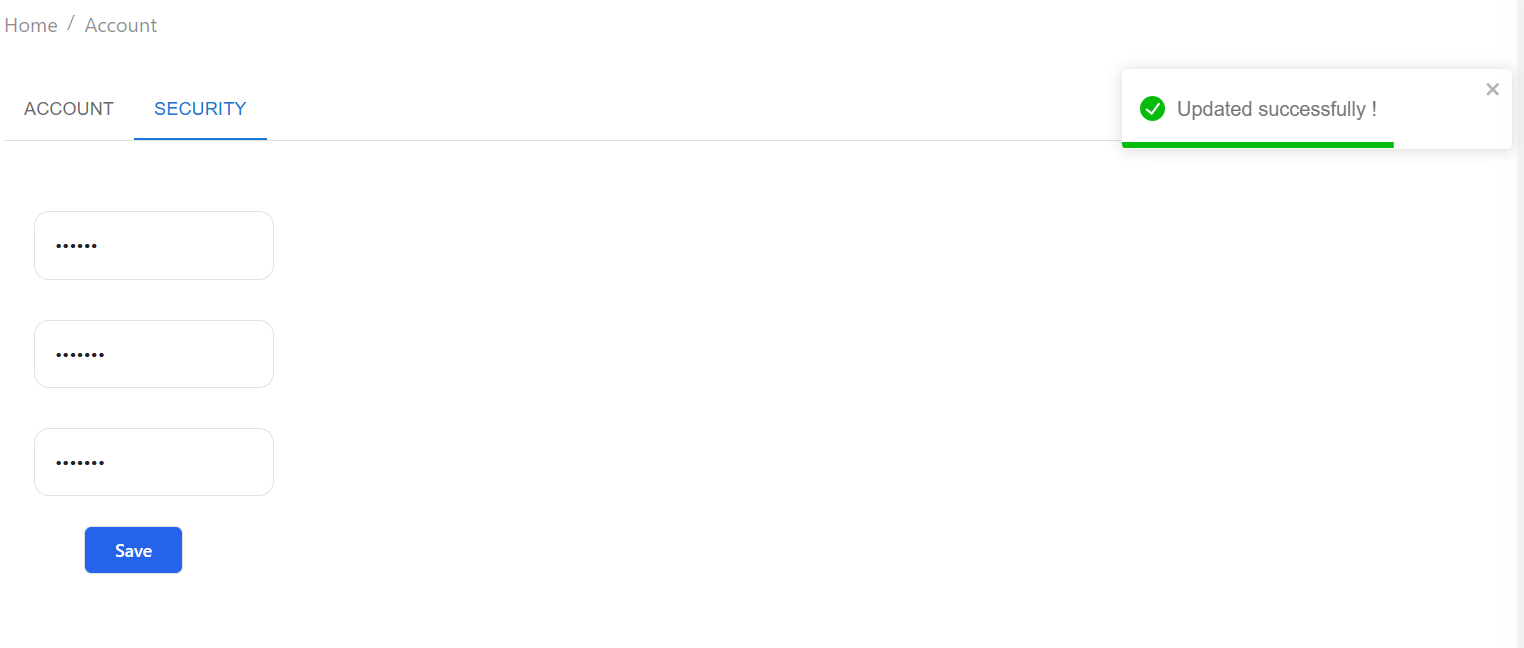 Home / Account
ACCOUNT SECURITY
Updated successfully !
••••••
•••••••
•••••••
Save